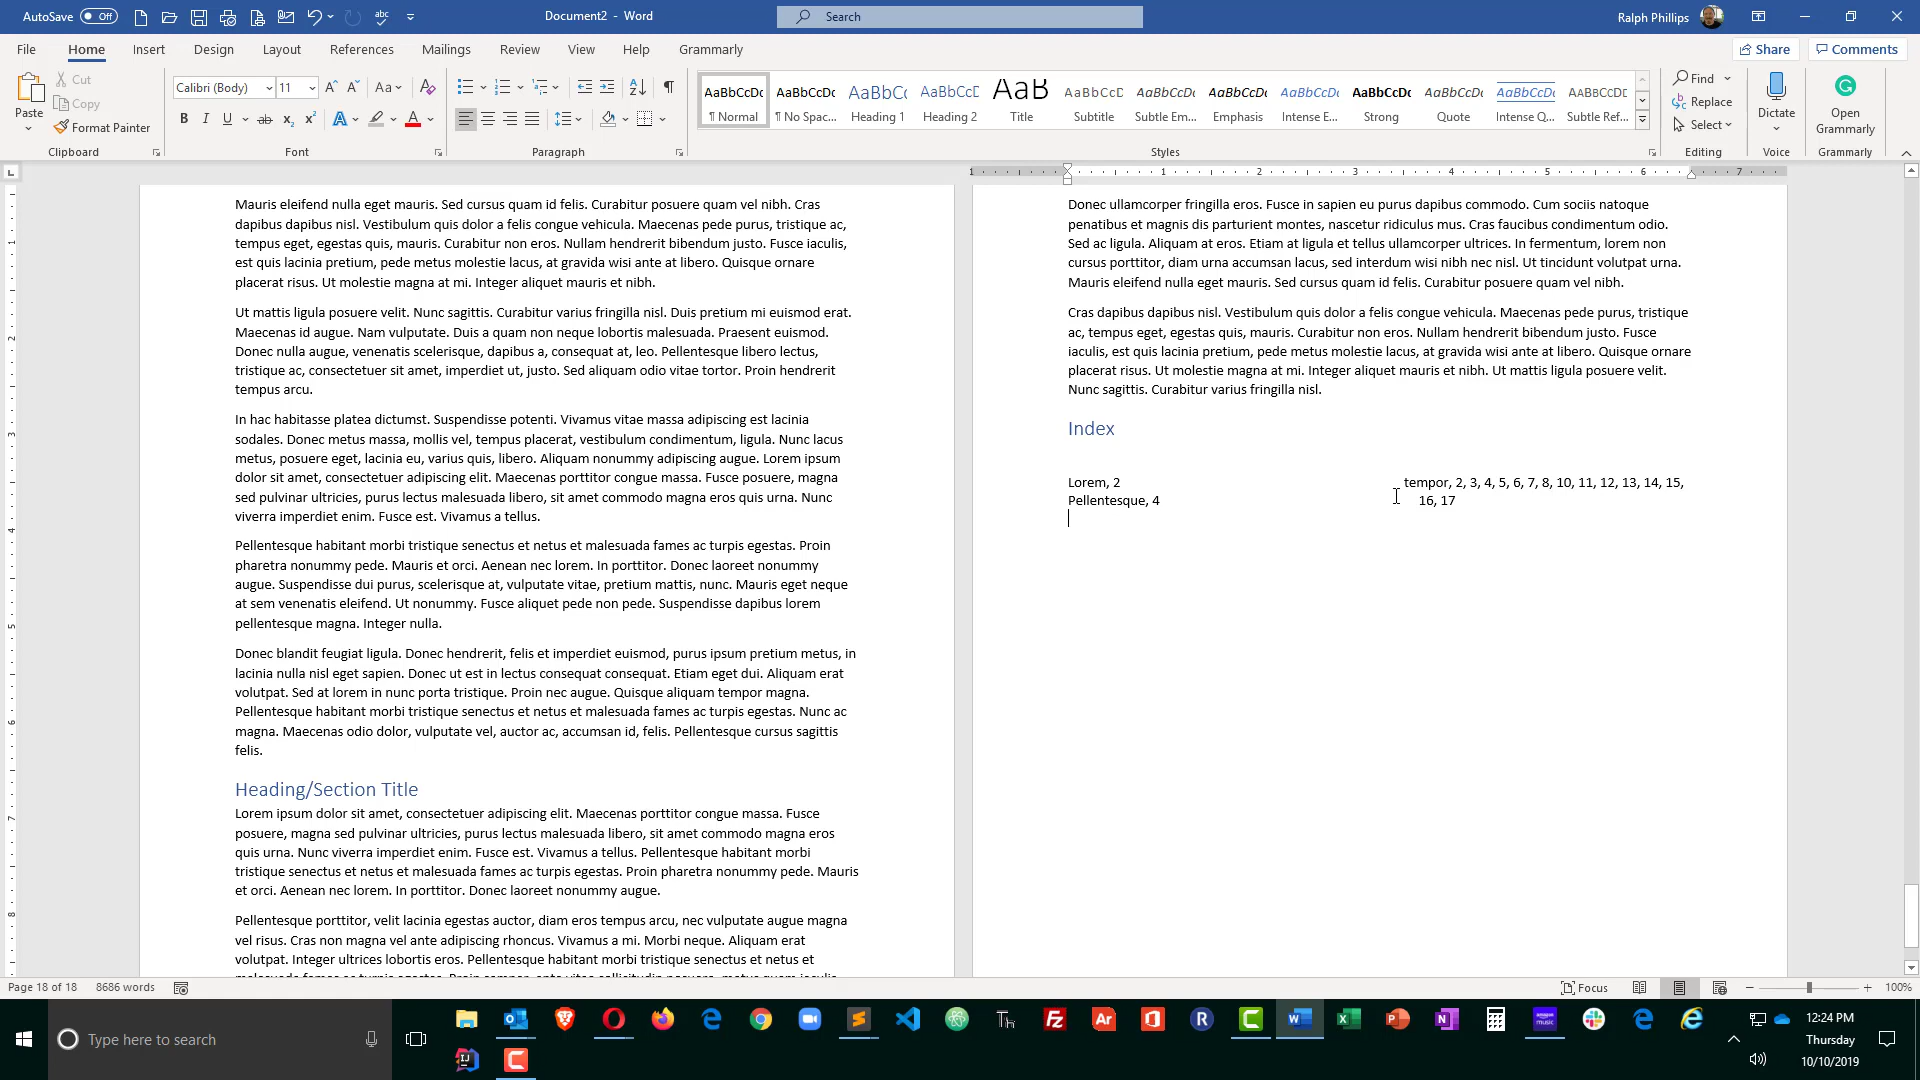 AutoSave Off
Document2 - Word
Search
Ralph Phillips
File Home Insert Design Layout References Mailings Review View Help Grammarly
Share Comments
Paste
Cut
Copy
Format Painter
Clipboard
Calibri (Body) 11
Font
Paragraph
AaBbCcDc AaBbCcDc AaBbCc AaBbCcD AaB AaBbCcD AaBbCcDc AaBbCcDc AaBbCcDc AaBbCcDc AaBbCcDc AaBbCcDc AaBbCcDc
¶ Normal ¶ No Spac... Heading 1 Heading 2 Title Subtitle Subtle Em... Emphasis Intense E... Strong Quote Intense Q... Subtle Ref...
Styles
Find
Replace
Select
Editing
Dictate
Voice
Open
Grammarly
Grammarly
1 1 2 3 4 5 6 7
Mauris eleifend nulla eget mauris. Sed cursus quam id felis. Curabitur posuere quam vel nibh. Cras
dapibus dapibus nisl. Vestibulum quis dolor a felis congue vehicula. Maecenas pede purus, tristique ac,
tempus eget, egestas quis, mauris. Curabitur non eros. Nullam hendrerit bibendum justo. Fusce iaculis,
est quis lacinia pretium, pede metus molestie lacus, at gravida wisi ante at libero. Quisque ornare
placerat risus. Ut molestie magna at mi. Integer aliquet mauris et nibh.
Ut mattis ligula posuere velit. Nunc sagittis. Curabitur varius fringilla nisl. Duis pretium mi euismod erat.
Maecenas id augue. Nam vulputate. Duis a quam non neque lobortis malesuada. Praesent euismod.
Donec nulla augue, venenatis scelerisque, dapibus a, consequat at, leo. Pellentesque libero lectus,
tristique ac, consectetuer sit amet, imperdiet ut, justo. Sed aliquam odio vitae tortor. Proin hendrerit
tempus arcu.
In hac habitasse platea dictumst. Suspendisse potenti. Vivamus vitae massa adipiscing est lacinia
sodales. Donec metus massa, mollis vel, tempus placerat, vestibulum condimentum, ligula. Nunc lacus
metus, posuere eget, lacinia eu, varius quis, libero. Aliquam nonummy adipiscing augue. Lorem ipsum
dolor sit amet, consectetuer adipiscing elit. Maecenas porttitor congue massa. Fusce posuere, magna
sed pulvinar ultricies, purus lectus malesuada libero, sit amet commodo magna eros quis urna. Nunc
viverra imperdiet enim. Fusce est. Vivamus a tellus.
Pellentesque habitant morbi tristique senectus et netus et malesuada fames ac turpis egestas. Proin
pharetra nonummy pede. Mauris et orci. Aenean nec lorem. In porttitor. Donec laoreet nonummy
augue. Suspendisse dui purus, scelerisque at, vulputate vitae, pretium mattis, nunc. Mauris eget neque
at sem venenatis eleifend. Ut nonummy. Fusce aliquet pede non pede. Suspendisse dapibus lorem
pellentesque magna. Integer nulla.
Donec blandit feugiat ligula. Donec hendrerit, felis et imperdiet euismod, purus ipsum pretium metus, in
lacinia nulla nisl eget sapien. Donec ut est in lectus consequat consequat. Etiam eget dui. Aliquam erat
volutpat. Sed at lorem in nunc porta tristique. Proin nec augue. Quisque aliquam tempor magna.
Pellentesque habitant morbi tristique senectus et netus et malesuada fames ac turpis egestas. Nunc ac
magna. Maecenas odio dolor, vulputate vel, auctor ac, accumsan id, felis. Pellentesque cursus sagittis
felis.
Heading/Section Title
Lorem ipsum dolor sit amet, consectetuer adipiscing elit. Maecenas porttitor congue massa. Fusce
posuere, magna sed pulvinar ultricies, purus lectus malesuada libero, sit amet commodo magna eros
quis urna. Nunc viverra imperdiet enim. Fusce est. Vivamus a tellus. Pellentesque habitant morbi
tristique senectus et netus et malesuada fames ac turpis egestas. Proin pharetra nonummy pede. Mauris
et orci. Aenean nec lorem. In porttitor. Donec laoreet nonummy augue.
Pellentesque porttitor, velit lacinia egestas auctor, diam eros tempus arcu, nec vulputate augue magna
vel risus. Cras non magna vel ante adipiscing rhoncus. Vivamus a mi. Morbi neque. Aliquam erat
volutpat. Integer ultrices lobortis eros. Pellentesque habitant morbi tristique senectus et netus et
Donec ullamcorper fringilla eros. Fusce in sapien eu purus dapibus commodo. Cum sociis natoque
penatibus et magnis dis parturient montes, nascetur ridiculus mus. Cras faucibus condimentum odio.
Sed ac ligula. Aliquam at eros. Etiam at ligula et tellus ullamcorper ultrices. In fermentum, lorem non
cursus porttitor, diam urna accumsan lacus, sed interdum wisi nibh nec nisl. Ut tincidunt volutpat urna.
Mauris eleifend nulla eget mauris. Sed cursus quam id felis. Curabitur posuere quam vel nibh.
Cras dapibus dapibus nisl. Vestibulum quis dolor a felis congue vehicula. Maecenas pede purus, tristique
ac, tempus eget, egestas quis, mauris. Curabitur non eros. Nullam hendrerit bibendum justo. Fusce
iaculis, est quis lacinia pretium, pede metus molestie lacus, at gravida wisi ante at libero. Quisque ornare
placerat risus. Ut molestie magna at mi. Integer aliquet mauris et nibh. Ut mattis ligula posuere velit.
Nunc sagittis. Curabitur varius fringilla nisl.
Index
Lorem, 2
Pellentesque, 4
tempor, 2, 3, 4, 5, 6, 7, 8, 10, 11, 12, 13, 14, 15,
16, 17
Page 18 of 18 8686 words
Focus
100%
Type here to search
12:24 PM
Thursday
10/10/2019